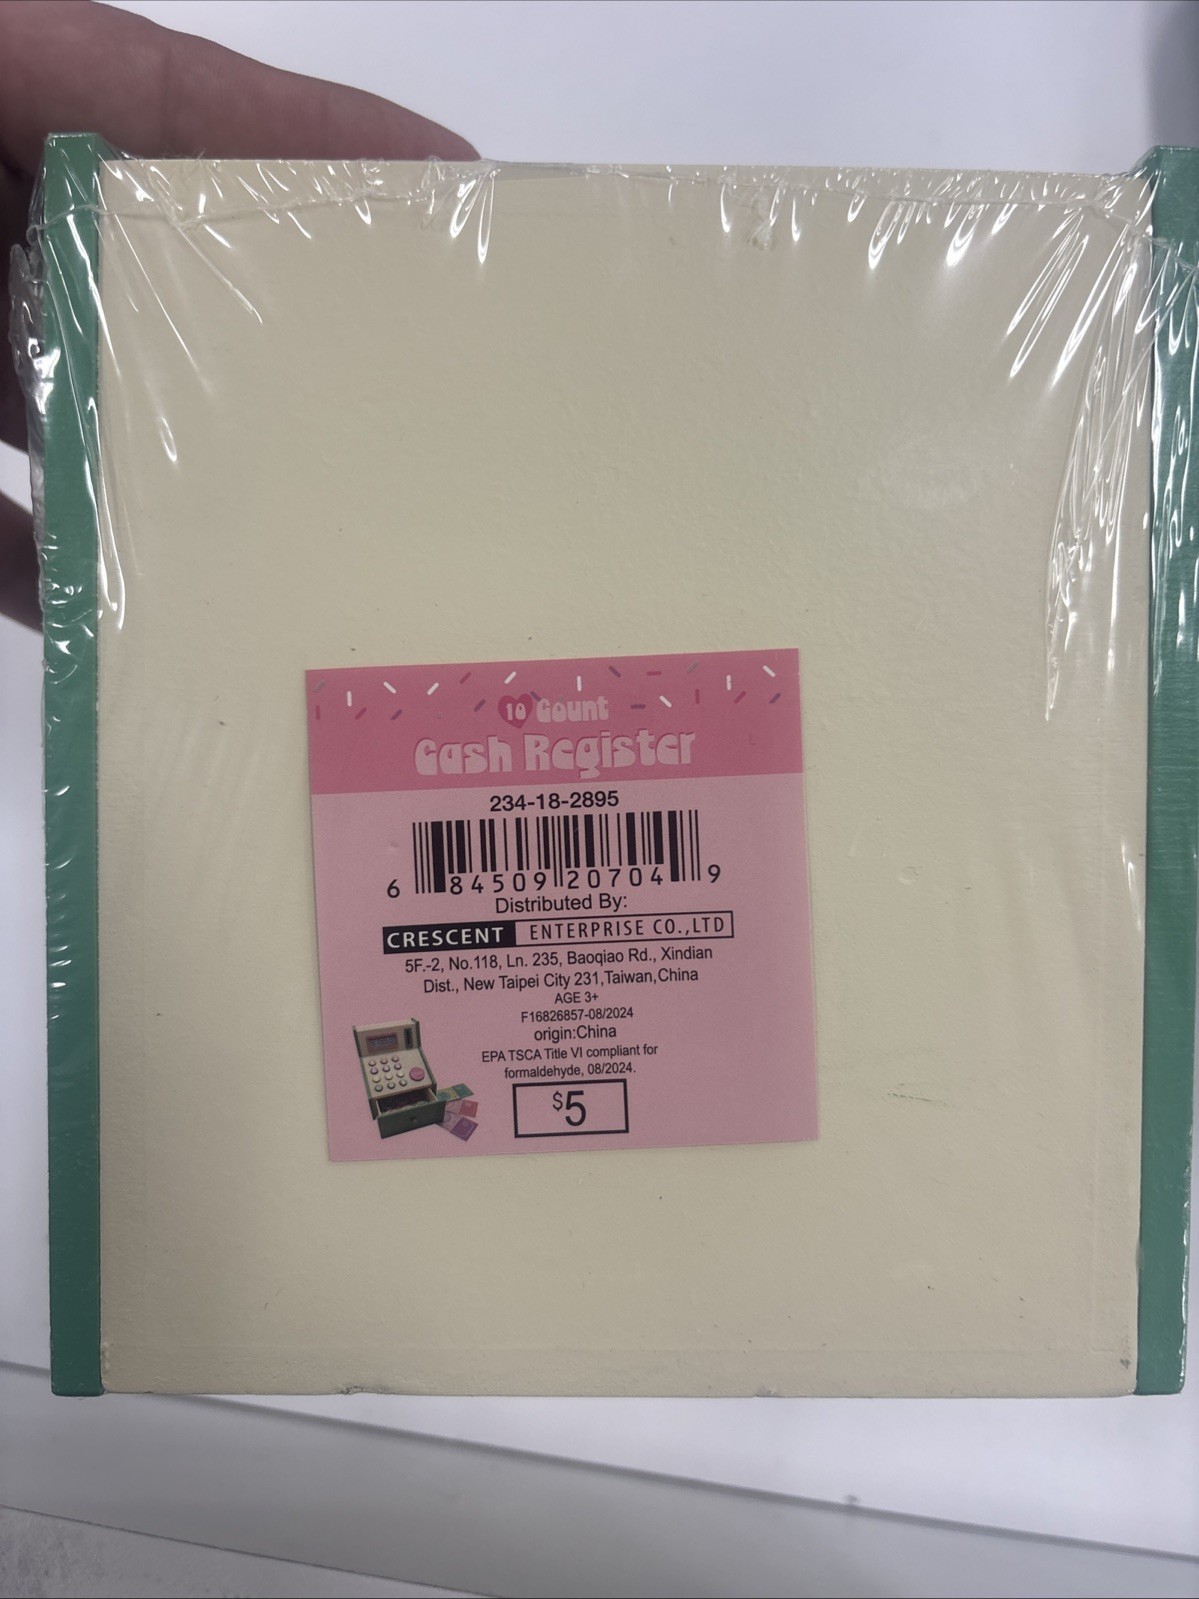 10 Count
Cash Register
234-18-2895
6 84509 20704 9
Distributed By:
CRESCENT ENTERPRISE CO.,LTD
5F.-2, No.118, Ln. 235, Baoqiao Rd., Xindian
Dist., New Taipei City 231,Taiwan,China
AGE 3+
F16826857-08/2024
origin:China
EPA TSCA Title VI compliant for
formaldehyde, 08/2024.
$5